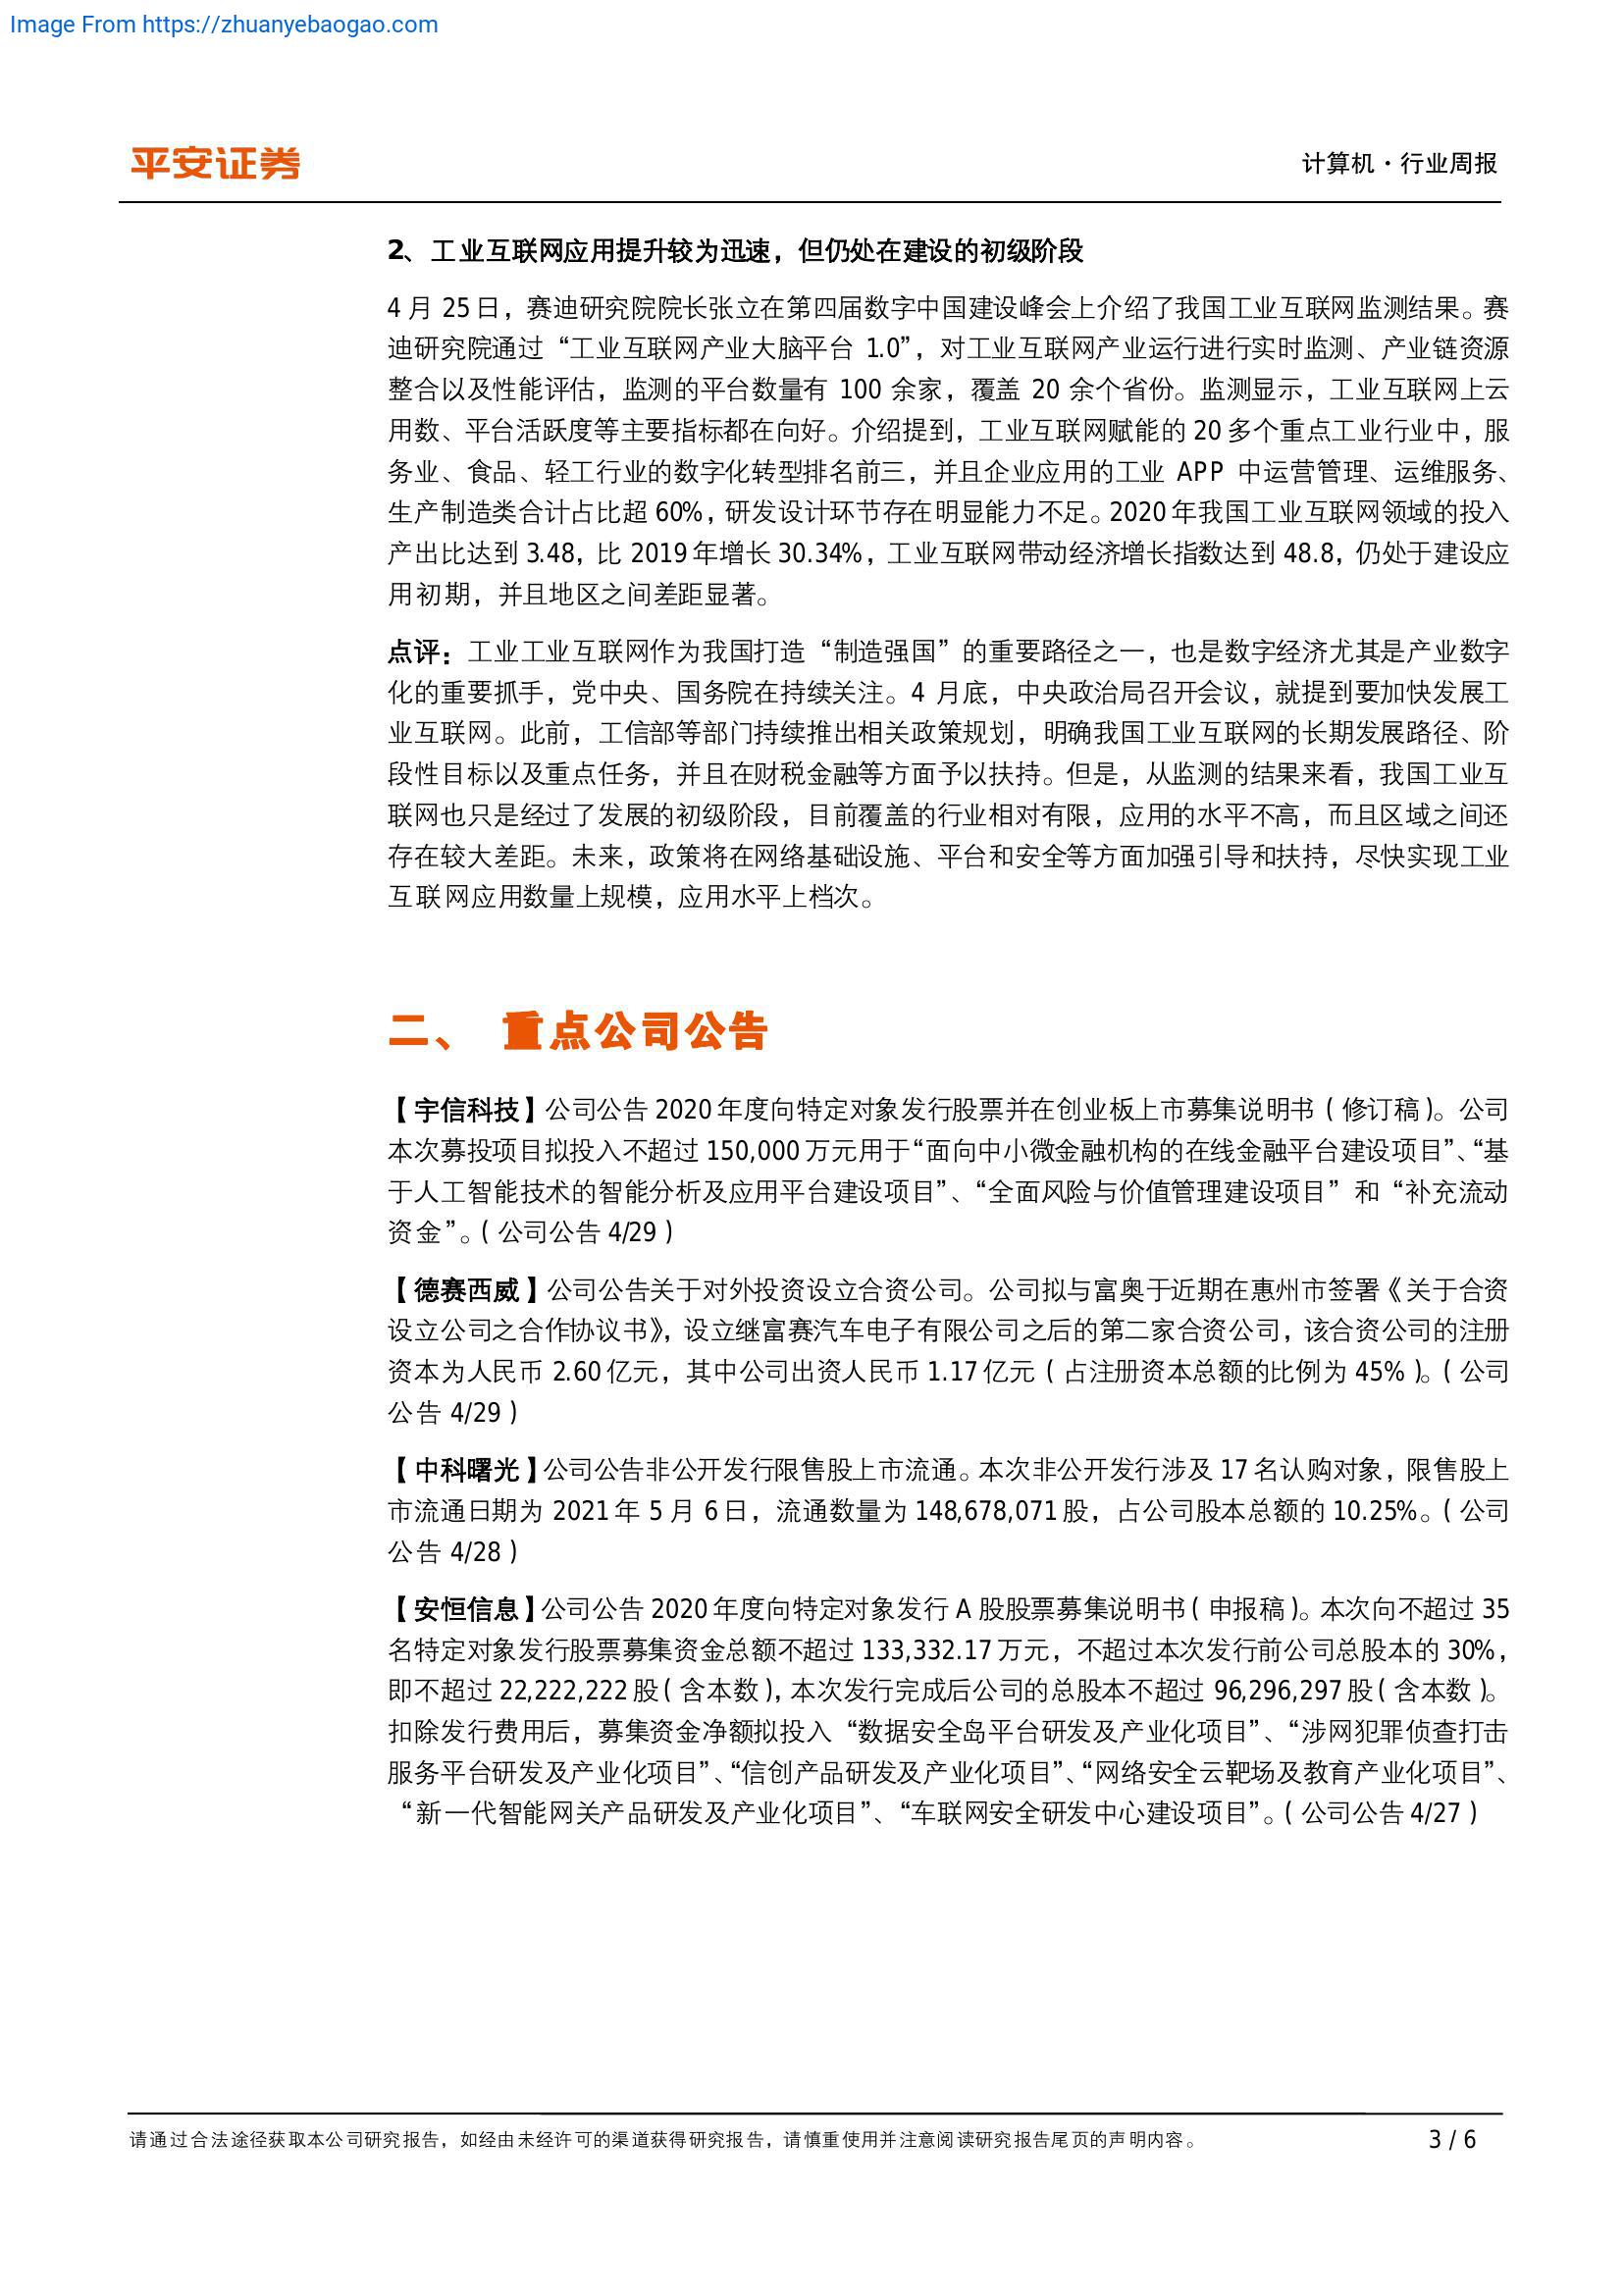 Image From https://zhuanyebaogao.com
平安证券
计算机·行业周报
2、工业互联网应用提升较为迅速，但仍处在建设的初级阶段
4 月 25 日，赛迪研究院院长张立在第四届数字中国建设峰会上介绍了我国工业互联网监测结果。赛
迪研究院通过“工业互联网产业大脑平台 1.0”，对工业互联网产业运行进行实时监测、产业链资源
整合以及性能评估，监测的平台数量有 100 余家，覆盖 20 余个省份。监测显示，工业互联网上云
用数、平台活跃度等主要指标都在向好。介绍提到，工业互联网赋能的 20 多个重点工业行业中，服
务业、食品、轻工行业的数字化转型排名前三，并且企业应用的工业 APP 中运营管理、运维服务、
生产制造类合计占比超 60%，研发设计环节存在明显能力不足。2020 年我国工业互联网领域的投入
产出比达到 3.48，比 2019 年增长 30.34%，工业互联网带动经济增长指数达到 48.8，仍处于建设应
用初期，并且地区之间差距显著。
点评：工业工业互联网作为我国打造“制造强国”的重要路径之一，也是数字经济尤其是产业数字
化的重要抓手，党中央、国务院在持续关注。4 月底，中央政治局召开会议，就提到要加快发展工
业互联网。此前，工信部等部门持续推出相关政策规划，明确我国工业互联网的长期发展路径、阶
段性目标以及重点任务，并且在财税金融等方面予以扶持。但是，从监测的结果来看，我国工业互
联网也只是经过了发展的初级阶段，目前覆盖的行业相对有限，应用的水平不高，而且区域之间还
存在较大差距。未来，政策将在网络基础设施、平台和安全等方面加强引导和扶持，尽快实现工业
互联网应用数量上规模，应用水平上档次。
二、 重点公司公告
【宇信科技】公司公告 2020 年度向特定对象发行股票并在创业板上市募集说明书（修订稿）。公司
本次募投项目拟投入不超过 150,000 万元用于“面向中小微金融机构的在线金融平台建设项目”、“基
于人工智能技术的智能分析及应用平台建设项目”、“全面风险与价值管理建设项目”和“补充流动
资金”。（公司公告 4/29）
【德赛西威】公司公告关于对外投资设立合资公司。公司拟与富奥于近期在惠州市签署《关于合资
设立公司之合作协议书》，设立继富赛汽车电子有限公司之后的第二家合资公司，该合资公司的注册
资本为人民币 2.60 亿元，其中公司出资人民币 1.17 亿元（占注册资本总额的比例为 45%）。（公司
公告 4/29）
【中科曙光】公司公告非公开发行限售股上市流通。本次非公开发行涉及 17 名认购对象，限售股上
市流通日期为 2021 年 5 月 6 日，流通数量为 148,678,071 股，占公司股本总额的 10.25%。（公司
公告 4/28）
【安恒信息】公司公告 2020 年度向特定对象发行 A 股股票募集说明书（申报稿）。本次向不超过 35
名特定对象发行股票募集资金总额不超过 133,332.17 万元，不超过本次发行前公司总股本的 30%，
即不超过 22,222,222 股（含本数），本次发行完成后公司的总股本不超过 96,296,297 股（含本数）。
扣除发行费用后，募集资金净额拟投入“数据安全岛平台研发及产业化项目”、“涉网犯罪侦查打击
服务平台研发及产业化项目”、“信创产品研发及产业化项目”、“网络安全云靶场及教育产业化项目”、
“新一代智能网关产品研发及产业化项目”、“车联网安全研发中心建设项目”。（公司公告 4/27）
请通过合法途径获取本公司研究报告，如经由未经许可的渠道获得研究报告，请慎重使用并注意阅读研究报告尾页的声明内容。
3 / 6